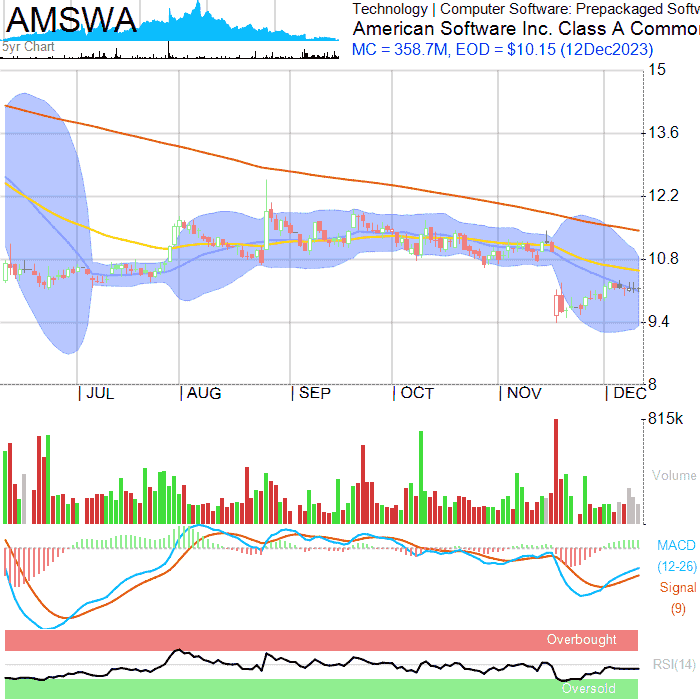 AMSWA
5yr Chart
Technology | Computer Software: Prepackaged Softw
American Software Inc. Class A Common
MC = 358.7M, EOD = $10.15 (12Dec2023)
15
13.6
12.2
10.8
9.4
8
JUL AUG SEP OCT NOV DEC
815k
Volume
MACD
(12-26)
Signal
(9)
Overbought
RSI(14)
Oversold